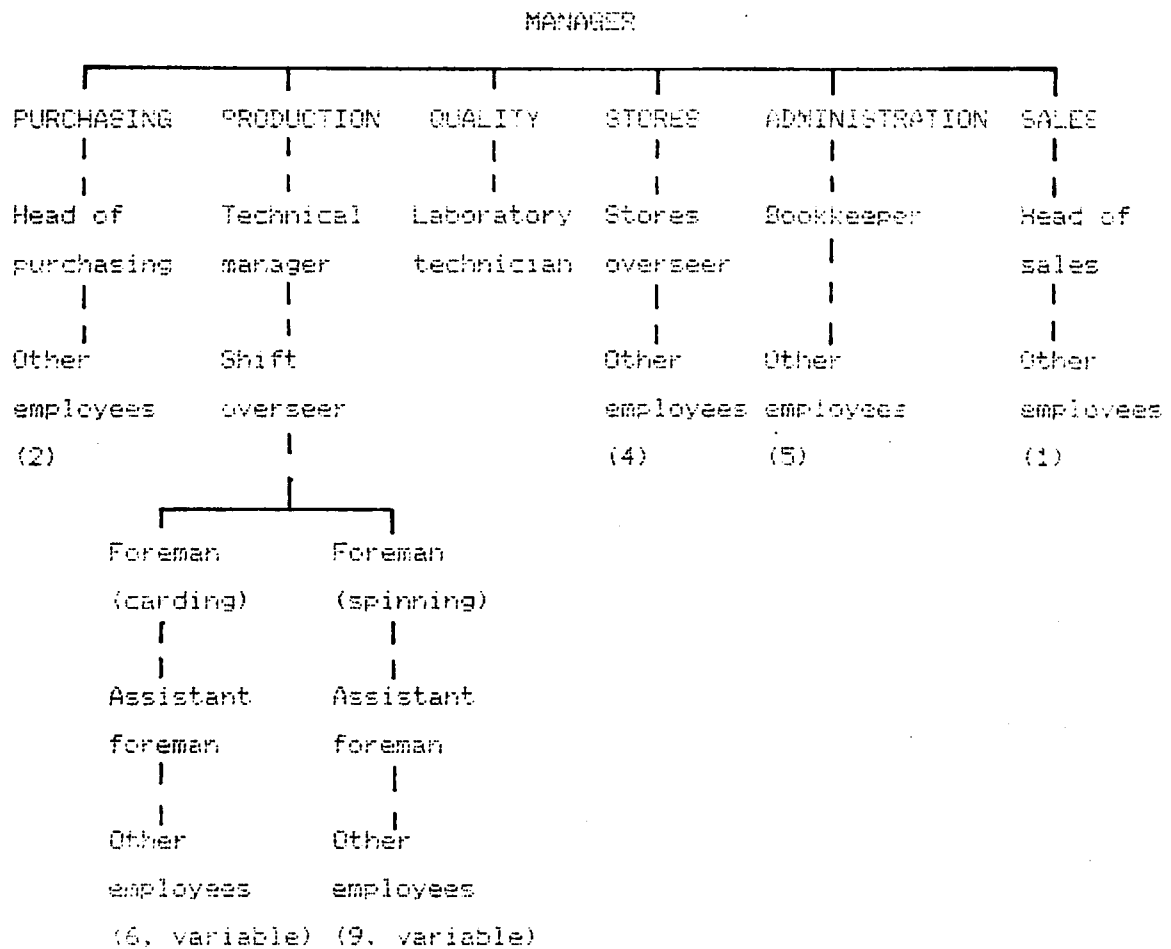 MANAGER
PURCHASING PRODUCTION QUALITY STORES ADMINISTRATION SALES
Head of Technical Laboratory Stores Bookkeeper Head of
purchasing manager technician overseer sales
Other Shift Other Other Other
employees overseer employees employees employees
(2) (4) (5) (1)
Foreman Foreman
(carding) (spinning)
Assistant Assistant
foreman foreman
Other Other
employees employees
(6, variable) (9, variable)